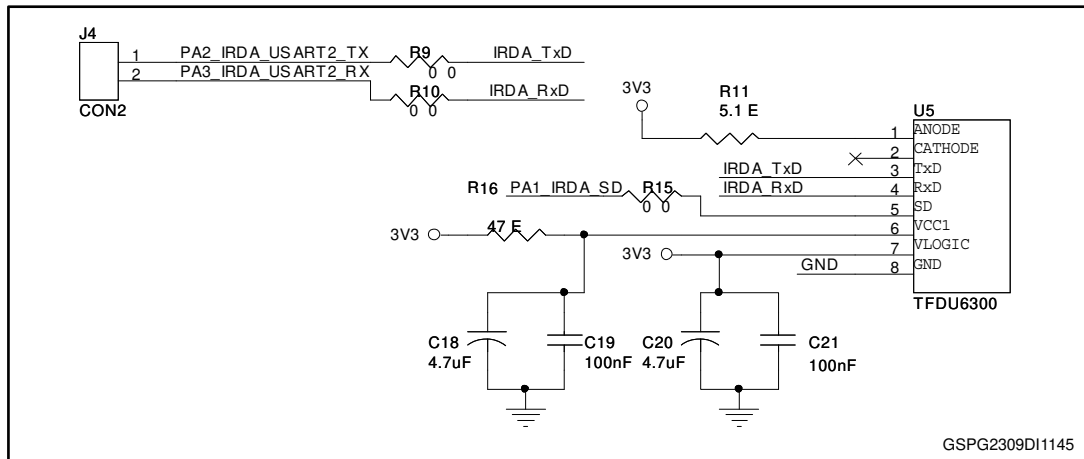 J4
1 PA2_IRDA_USART2_TX R9 IRDA_TxD
0 0
2 PA3_IRDA_USART2_RX R10 IRDA_RxD
0 0
CON2
3V3
R11
5.1 E
U5
1 ANODE
2 CATHODE
IRDA_TxD 3 TxD
IRDA_RxD 4 RxD
R16 PA1_IRDA_SD R15 5 SD
0 0
3V3 47 E 6 VCC1
3V3 7 VLOGIC
GND 8 GND
TFDU6300
C18
4.7uF
C19
100nF
C20
4.7uF
C21
100nF
GSPG2309DI1145